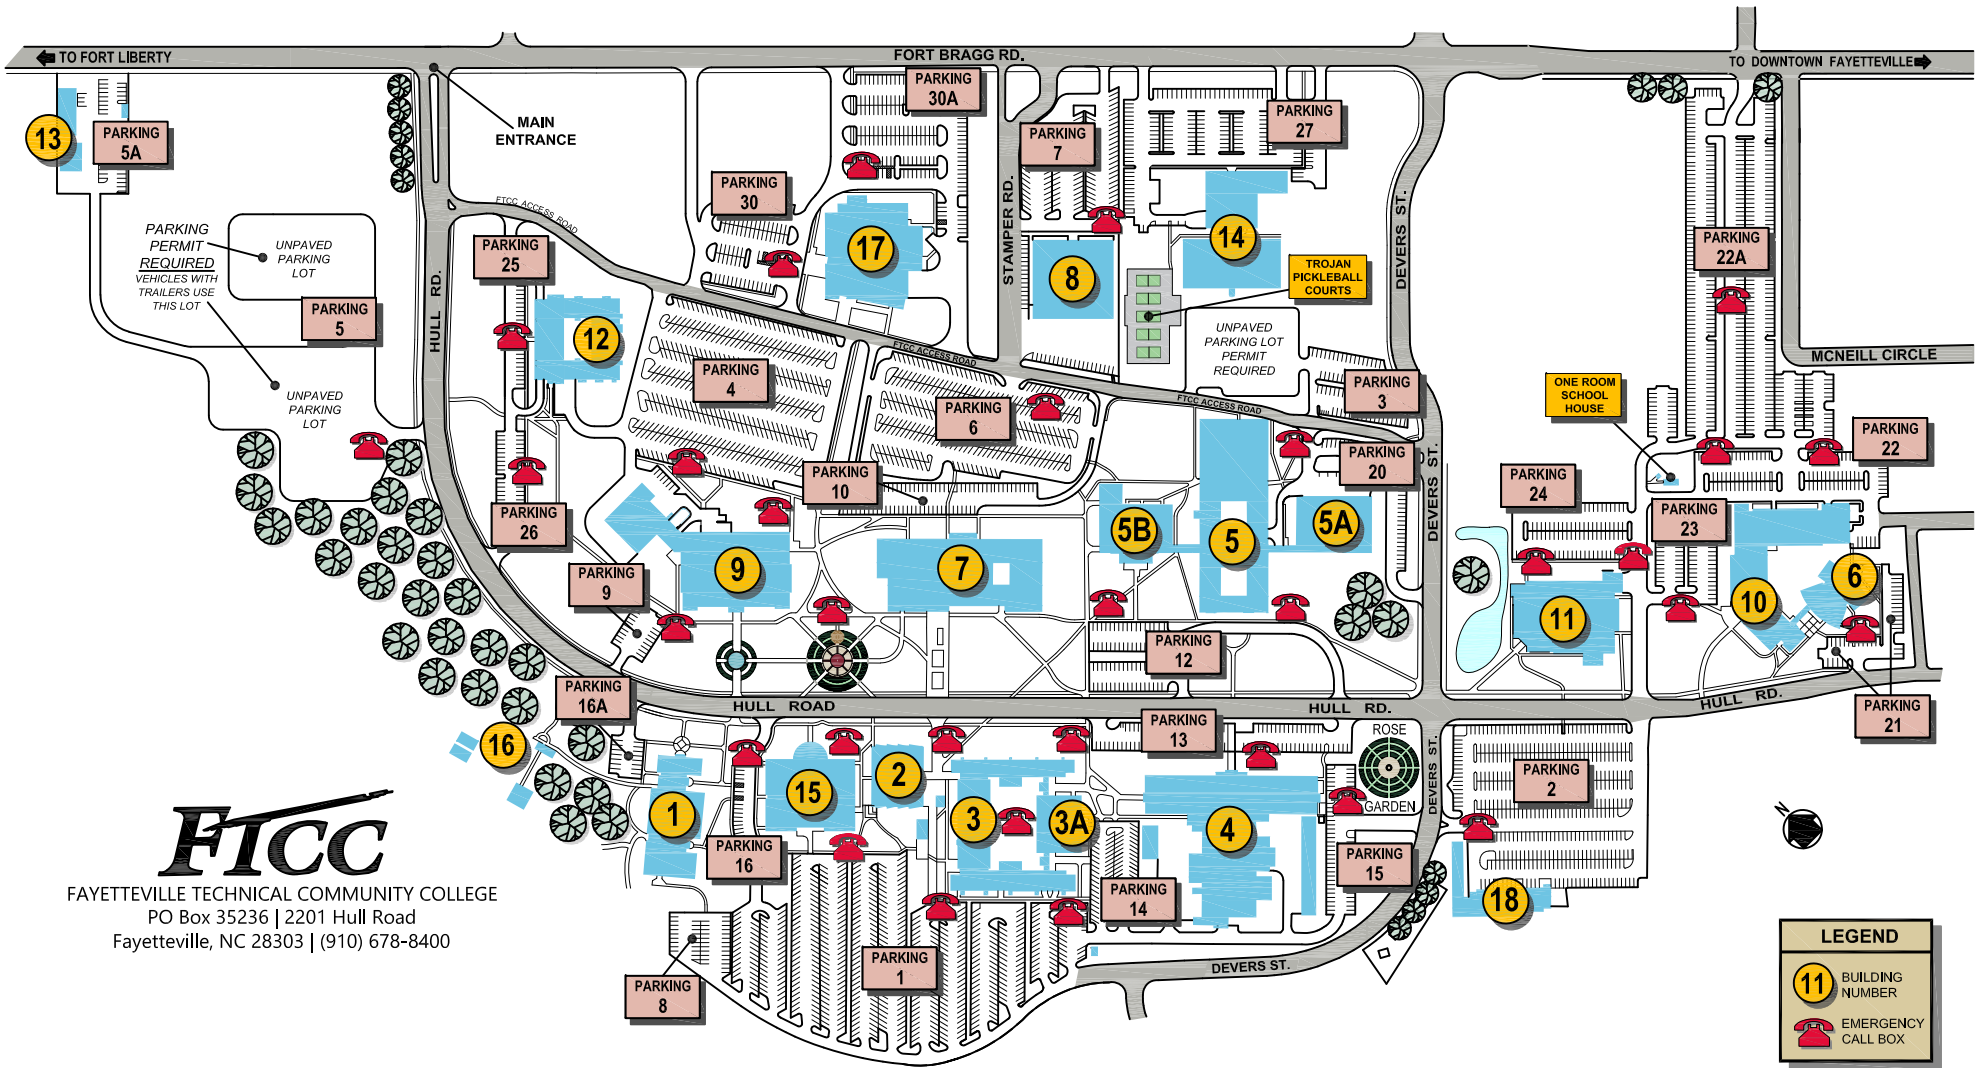 TO FORT LIBERTY
FORT BRAGG RD.
TO DOWNTOWN FAYETTEVILLE
MAIN
ENTRANCE
13
PARKING
5A
PARKING
30A
PARKING
7
PARKING
27
PARKING
30
FTCC ACCESS ROAD
HULL RD.
STAMPER RD.
DEVERS ST.
PARKING
PERMIT
REQUIRED
VEHICLES WITH
TRAILERS USE
THIS LOT
UNPAVED
PARKING
LOT
PARKING
25
17
8
14
TROJAN
PICKLEBALL
COURTS
PARKING
22A
PARKING
5
12
UNPAVED
PARKING LOT
PERMIT
REQUIRED
FTCC ACCESS ROAD
MCNEILL CIRCLE
UNPAVED
PARKING
LOT
PARKING
4
PARKING
6
FTCC ACCESS ROAD
PARKING
3
ONE ROOM
SCHOOL
HOUSE
PARKING
10
PARKING
20
PARKING
22
PARKING
24
PARKING
26
PARKING
23
DEVERS ST.
5B
5
5A
9
7
PARKING
9
11
10
6
PARKING
12
PARKING
16A
HULL ROAD
HULL RD.
HULL RD.
PARKING
21
PARKING
13
ROSE
GARDEN
DEVERS ST.
16
1
15
2
3
3A
4
PARKING
2
PARKING
16
PARKING
14
PARKING
15
18
PARKING
1
PARKING
8
DEVERS ST.
N
FTCC
FAYETTEVILLE TECHNICAL COMMUNITY COLLEGE
PO Box 35236 | 2201 Hull Road
Fayetteville, NC 28303 | (910) 678-8400
LEGEND
11 BUILDING
NUMBER
EMERGENCY
CALL BOX